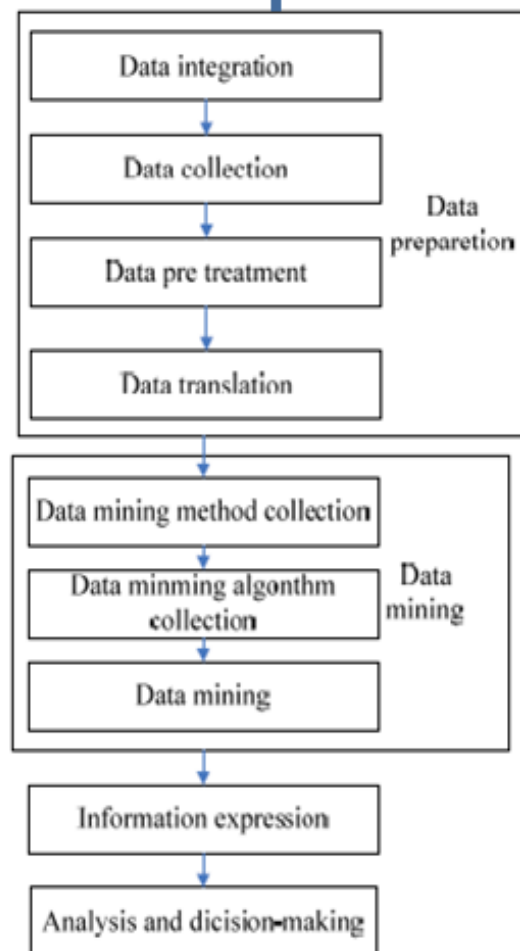 Data integration
Data collection
Data
preparetion
Data pre treatment
Data translation
Data mining method collection
Data minming algonthm
collection
Data
mining
Data mining
Information expression
Analysis and dicision-making